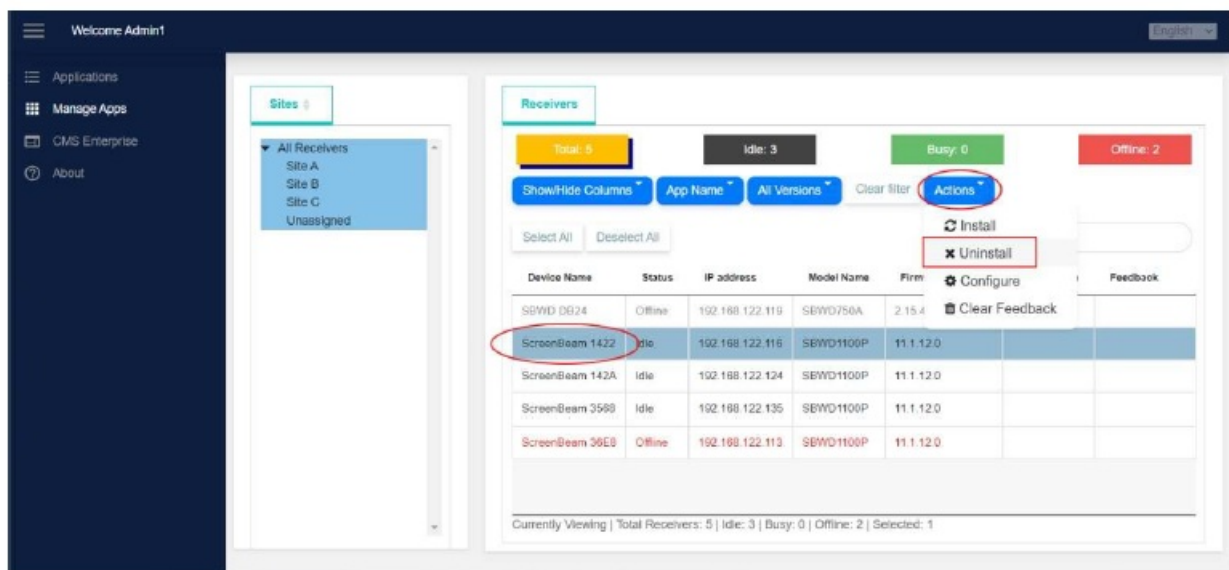 Welcome Admin1
English
Applications
Manage Apps
CMS Enterprise
About
Sites
All Receivers
Site A
Site B
Site C
Unassigned
Receivers
Total: 5 Idle: 3 Busy: 0 Offline: 2
Show/Hide Columns App Name All Versions Clear filter Actions
Install
Uninstall
Configure
Clear Feedback
Select All Deselect All
Device Name Status IP address Model Name Firm Feedback
SBWD DB24 Offline 192.168.122.119 SBWD750A 2.15.4
ScreenBeam 1422 Idle 192.168.122.116 SBWD1100P 11.1.12.0
ScreenBeam 142A Idle 192.168.122.124 SBWD1100P 11.1.12.0
ScreenBeam 3568 Idle 192.168.122.135 SBWD1100P 11.1.12.0
ScreenBeam 36E8 Offline 192.168.122.113 SBWD1100P 11.1.12.0
Currently Viewing | Total Receivers: 5 | Idle: 3 | Busy: 0 | Offline: 2 | Selected: 1